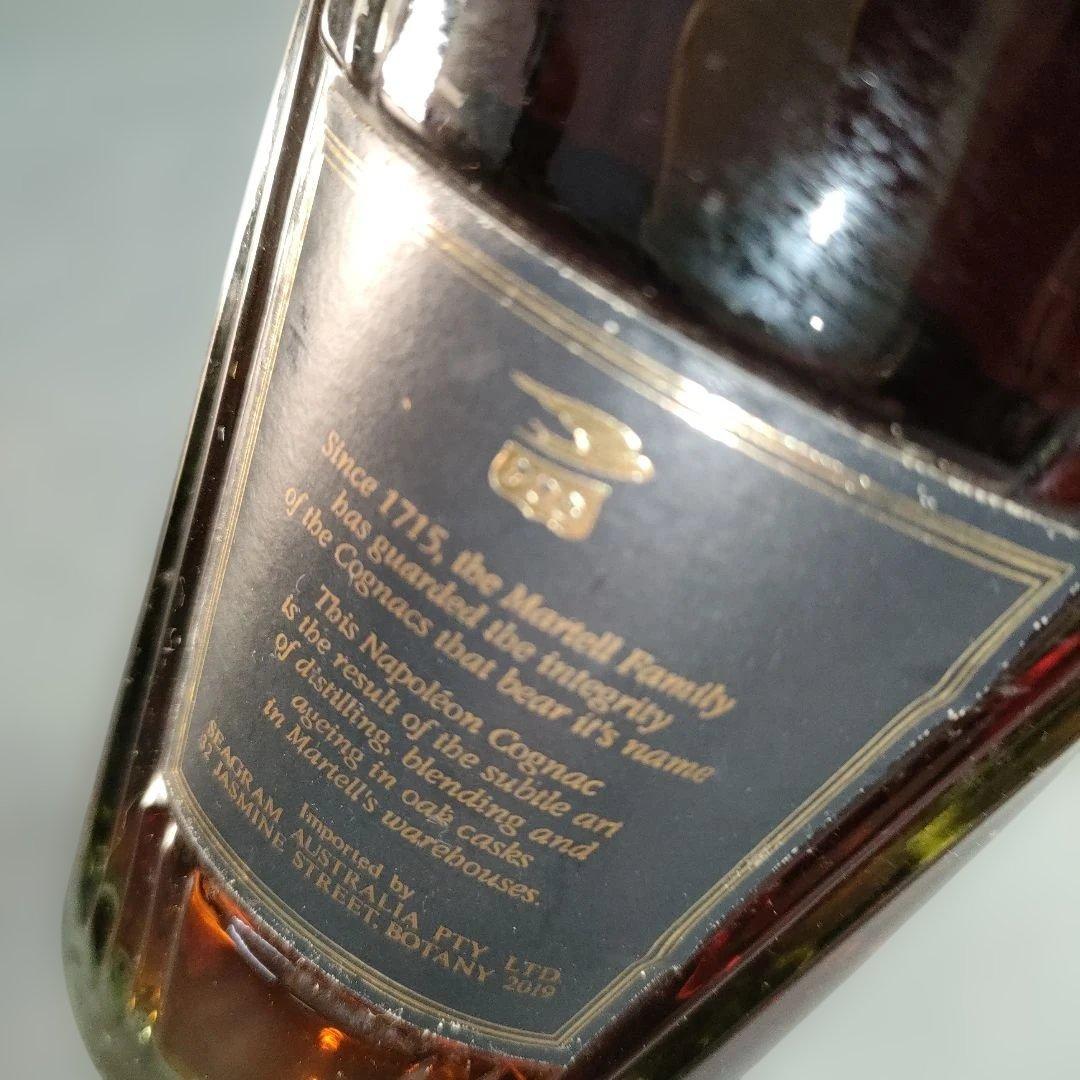 Since 1715, the Martell Family
has guarded the integrity
of the Cognacs that bear it's name
This Napoléon Cognac
is the result of the subtle art
of distilling, blending and
ageing in oak casks
in Martell's warehouses.
Imported by
SEAGRAM AUSTRALIA PTY LTD.
32 JASMINE STREET, BOTANY 2019